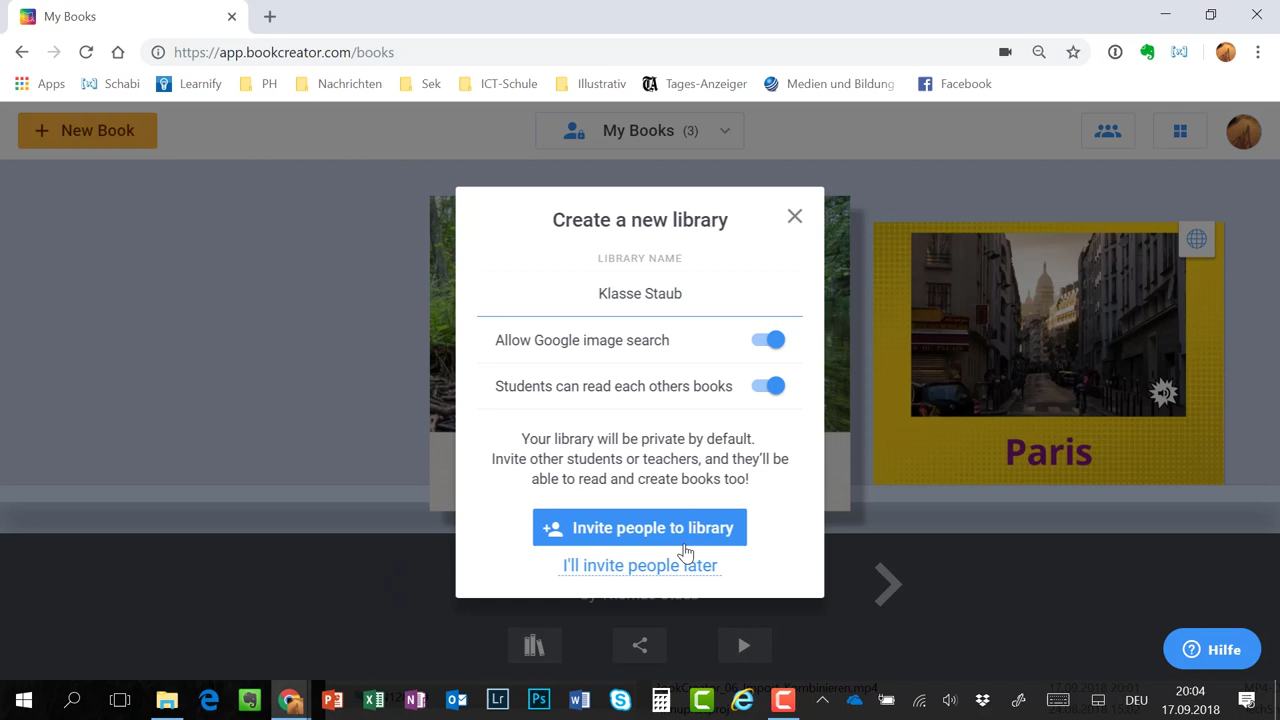 My Books
https://app.bookcreator.com/books
Apps
Schabi
Learnify
PH
Nachrichten
Sek
ICT-Schule
Illustrativ
Tages-Anzeiger
Medien und Bildung
Facebook
+ New Book
My Books (3)
Create a new library
LIBRARY NAME
Klasse Staub
Allow Google image search
Students can read each others books
Your library will be private by default.
Invite other students or teachers, and they'll be
able to read and create books too!
Invite people to library
I'll invite people later
Paris
Hilfe
20:04
DEU
17.09.2018